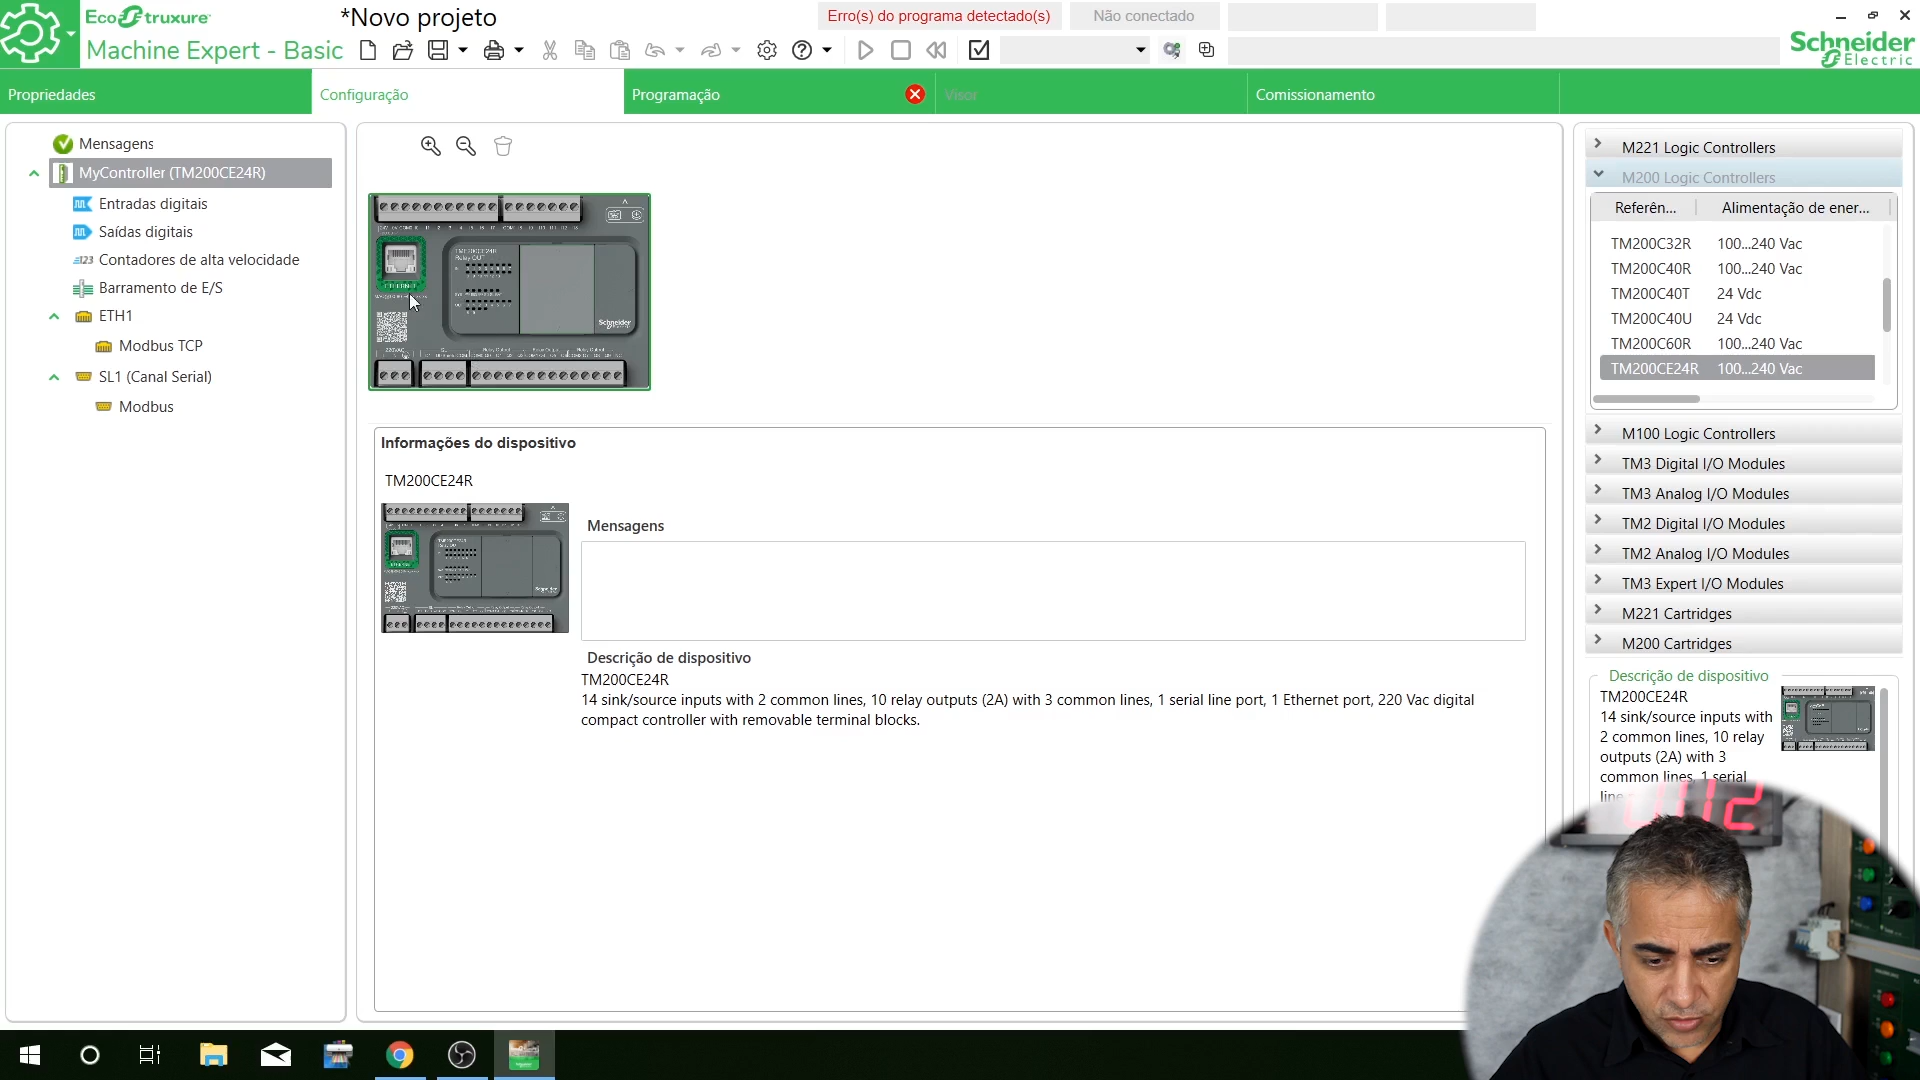 EcoStruxure
Machine Expert - Basic
*Novo projeto
Erro(s) do programa detectado(s)
Não conectado
Schneider
Electric
Propriedades
Configuração
Programação
Visor
Comissionamento
Mensagens
MyController (TM200CE24R)
Entradas digitais
Saídas digitais
Contadores de alta velocidade
Barramento de E/S
ETH1
Modbus TCP
SL1 (Canal Serial)
Modbus
ETHERNET
Schneider
Informações do dispositivo
TM200CE24R
Mensagens
Descrição de dispositivo
TM200CE24R
14 sink/source inputs with 2 common lines, 10 relay outputs (2A) with 3 common lines, 1 serial line port, 1 Ethernet port, 220 Vac digital
compact controller with removable terminal blocks.
M221 Logic Controllers
M200 Logic Controllers
Referên... Alimentação de ener...
TM200C32R 100...240 Vac
TM200C40R 100...240 Vac
TM200C40T 24 Vdc
TM200C40U 24 Vdc
TM200C60R 100...240 Vac
TM200CE24R 100...240 Vac
M100 Logic Controllers
TM3 Digital I/O Modules
TM3 Analog I/O Modules
TM2 Digital I/O Modules
TM2 Analog I/O Modules
TM3 Expert I/O Modules
M221 Cartridges
M200 Cartridges
Descrição de dispositivo
TM200CE24R
14 sink/source inputs with
2 common lines, 10 relay
outputs (2A) with 3
common lines, 1 serial
line